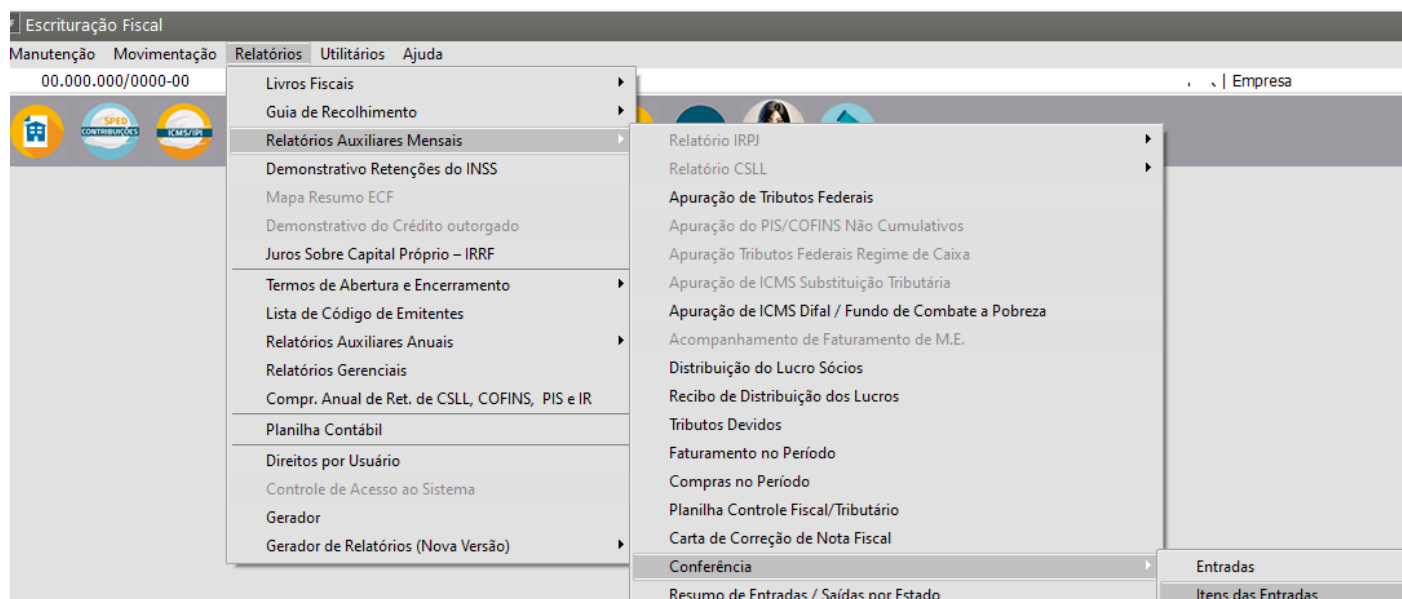 Escrituração Fiscal
Manutenção Movimentação Relatórios Utilitários Ajuda
00.000.000/0000-00 | Empresa
SPED
CONTRIBUIÇÕES
ICMS/IPI
Livros Fiscais
Guia de Recolhimento
Relatórios Auxiliares Mensais
Demonstrativo Retenções do INSS
Mapa Resumo ECF
Demonstrativo do Crédito outorgado
Juros Sobre Capital Próprio – IRRF
Termos de Abertura e Encerramento
Lista de Código de Emitentes
Relatórios Auxiliares Anuais
Relatórios Gerenciais
Compr. Anual de Ret. de CSLL, COFINS, PIS e IR
Planilha Contábil
Direitos por Usuário
Controle de Acesso ao Sistema
Gerador
Gerador de Relatórios (Nova Versão)
Relatório IRPJ
Relatório CSLL
Apuração de Tributos Federais
Apuração do PIS/COFINS Não Cumulativos
Apuração Tributos Federais Regime de Caixa
Apuração de ICMS Substituição Tributária
Apuração de ICMS Difal / Fundo de Combate a Pobreza
Acompanhamento de Faturamento de M.E.
Distribuição do Lucro Sócios
Recibo de Distribuição dos Lucros
Tributos Devidos
Faturamento no Período
Compras no Período
Planilha Controle Fiscal/Tributário
Carta de Correção de Nota Fiscal
Conferência
Resumo de Entradas / Saídas por Estado
Entradas
Itens das Entradas